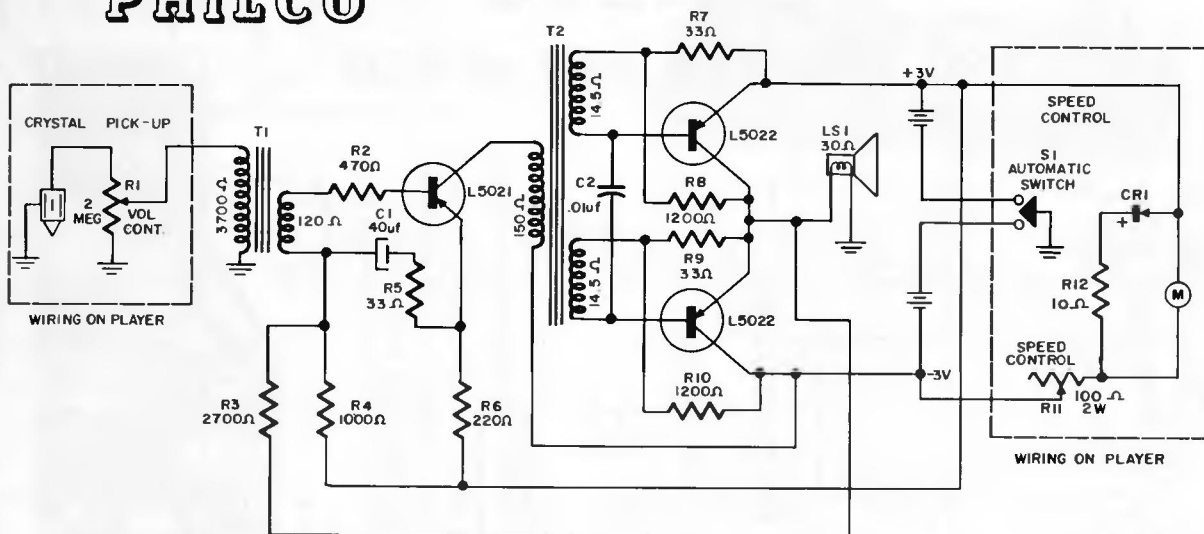 PHILCO
CRYSTAL PICK-UP
R1
2 MEG
VOL CONT.
WIRING ON PLAYER
T1
3700Ω
120Ω
R2
470Ω
C1
40uf
R5
33Ω
L5021
R3
2700Ω
R4
1000Ω
R6
220Ω
T2
150Ω
14.5Ω
14.5Ω
C2
.01uf
R7
33Ω
L5022
R8
1200Ω
R9
33Ω
L5022
R10
1200Ω
LS1
30Ω
+3V
-3V
SPEED
CONTROL
S1
AUTOMATIC
SWITCH
CR1
+
R12
10Ω
M
SPEED
CONTROL
R11
100Ω
2W
WIRING ON PLAYER